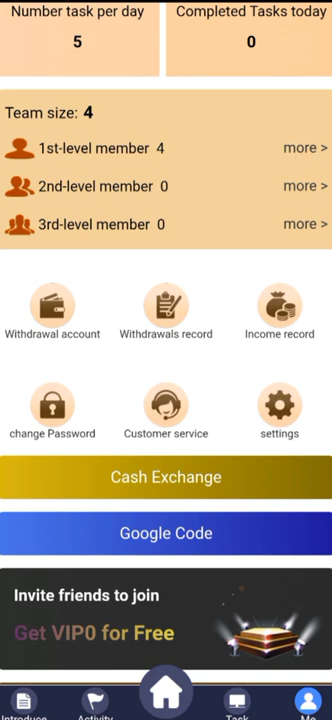 Number task per day
Completed Tasks today
5
0
Team size: 4
1st-level member 4
more >
2nd-level member 0
more >
3rd-level member 0
more >
Withdrawal account
Withdrawals record
Income record
change Password
Customer service
settings
Cash Exchange
Google Code
Invite friends to join
Get VIP0 for Free
Introduce
Activity
Task
Me